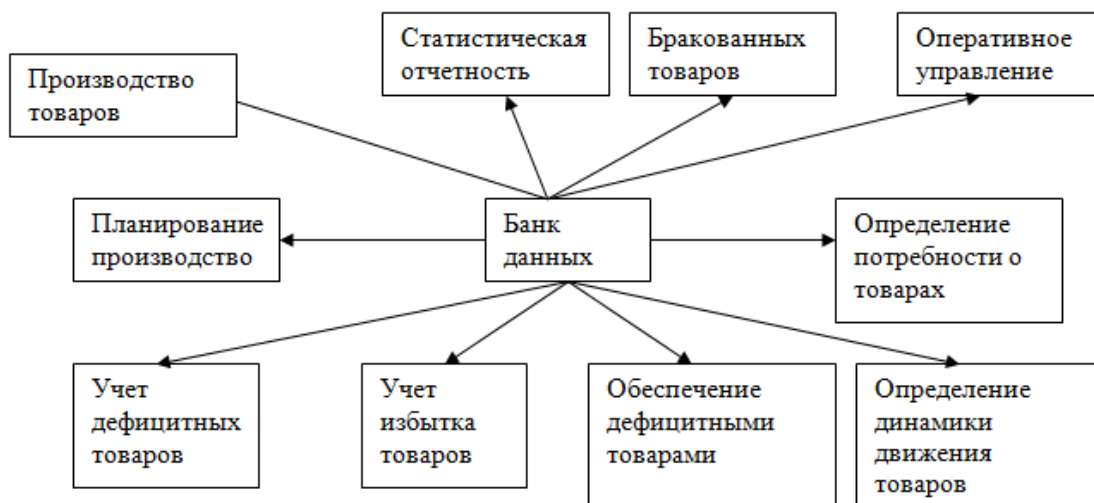 Производство
товаров
Статистическая
отчетность
Бракованных
товаров
Оперативное
управление
Планирование
производство
Банк
данных
Определение
потребности о
товарах
Учет
дефицитных
товаров
Учет
избытка
товаров
Обеспечение
дефицитными
товарами
Определение
динамики
движения
товаров